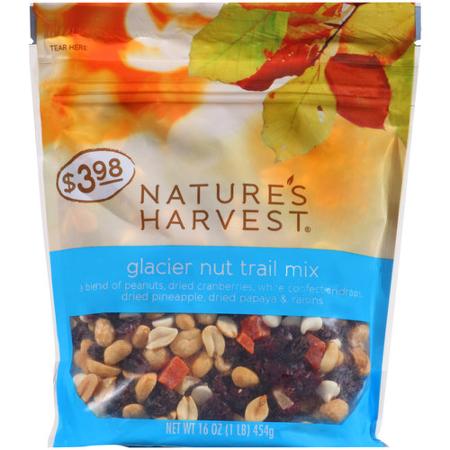 TEAR HERE
$3.98
NATURE'S
HARVEST®
glacier nut trail mix
a blend of peanuts, dried cranberries, white confection drops,
dried pineapple, dried papaya & raisins
NET WT 16 OZ (1 LB) 454g